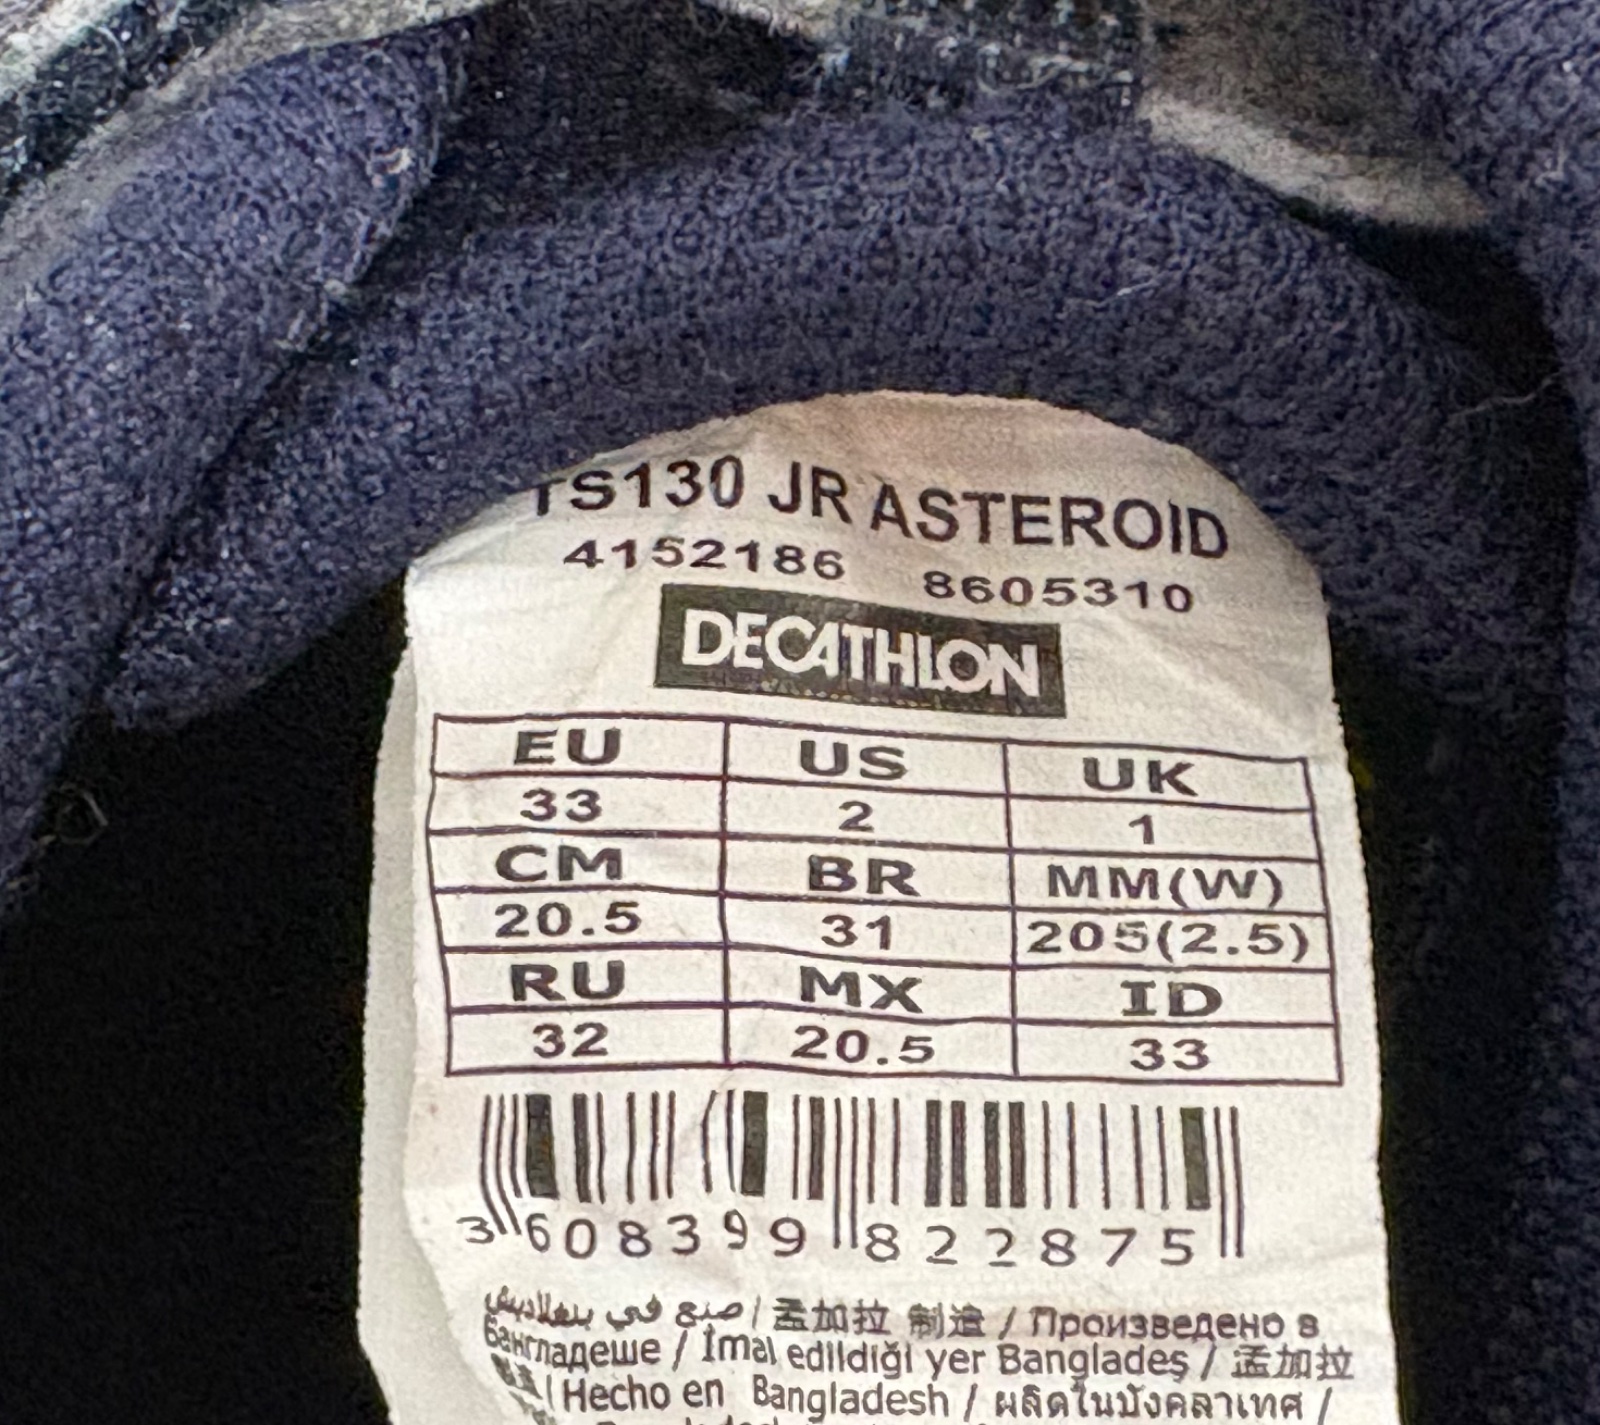 TS130 JR ASTEROID
4152186 8605310
DECATHLON
EU US UK
33 2 1
CM BR MM(W)
20.5 31 205(2.5)
RU MX ID
32 20.5 33
3 608399 822875
صنع في بنغلاديش / 孟加拉 制造 / Произведено в
Бангладеше / İmal edildiği yer Bangladeş / 孟加拉
製造 / Hecho en Bangladesh / ผลิตในบังคลาเทศ /